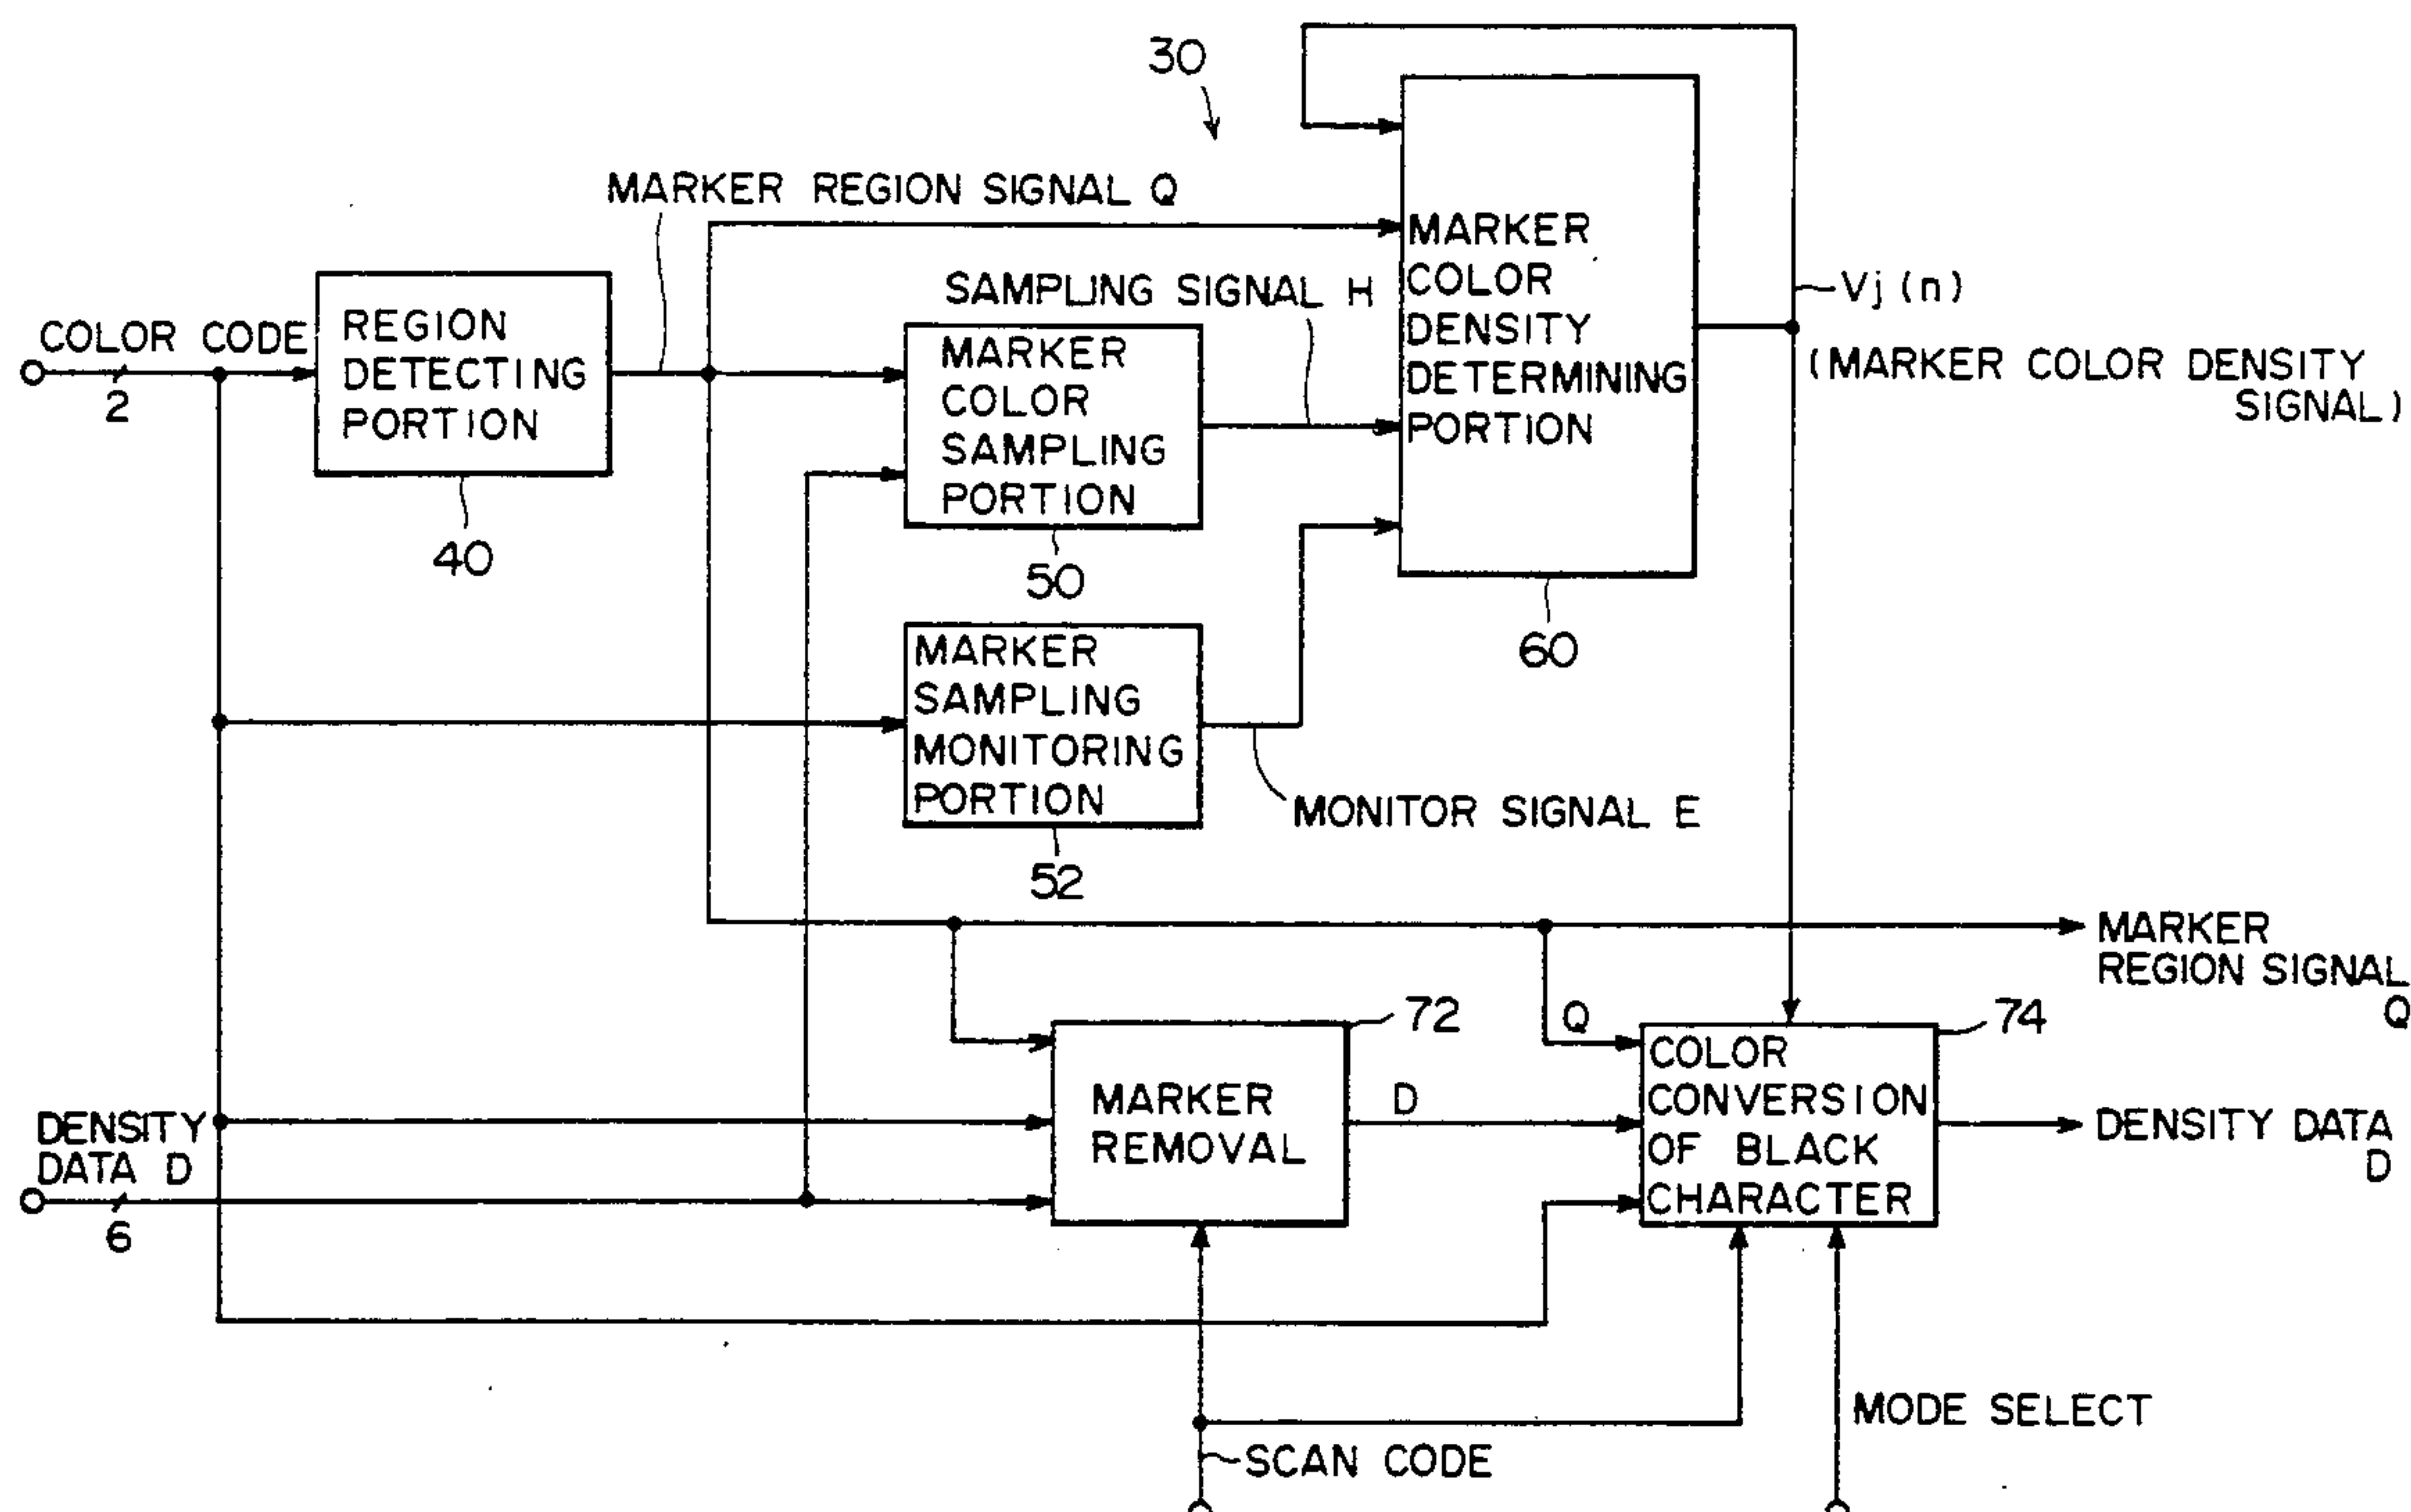 30
MARKER REGION SIGNAL Q
SAMPLING SIGNAL H
COLOR CODE
2
REGION
DETECTING
PORTION
40
MARKER
COLOR
SAMPLING
PORTION
50
MARKER
COLOR
DENSITY
DETERMINING
PORTION
60
Vj (n)
(MARKER COLOR DENSITY
SIGNAL)
MARKER
SAMPLING
MONITORING
PORTION
52
MONITOR SIGNAL E
MARKER
REGION SIGNAL
Q
DENSITY
DATA D
6
72
MARKER
REMOVAL
D
Q
74
COLOR
CONVERSION
OF BLACK
CHARACTER
DENSITY DATA
D
MODE SELECT
SCAN CODE